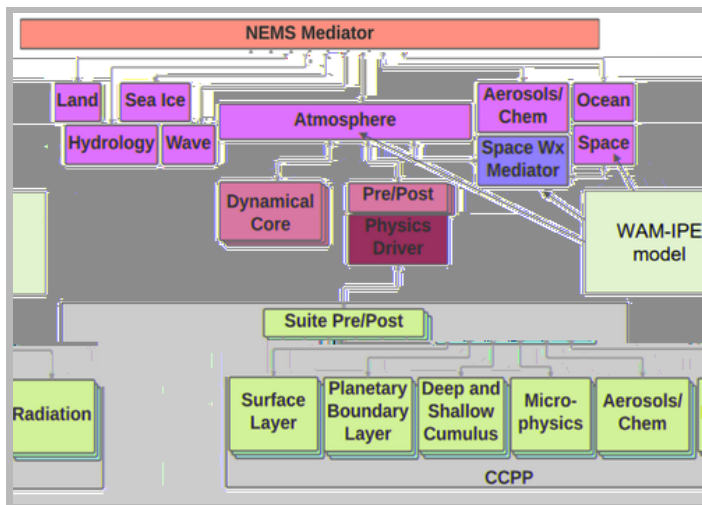 NEMS Mediator
Land
Sea Ice
Aerosols/
Chem
Ocean
Atmosphere
Hydrology
Wave
Space Wx
Mediator
Space
Dynamical
Core
Pre/Post
Physics
Driver
WAM-IPE
model
Suite Pre/Post
Radiation
Surface
Layer
Planetary
Boundary
Layer
Deep and
Shallow
Cumulus
Micro-
physics
Aerosols/
Chem
CCPP